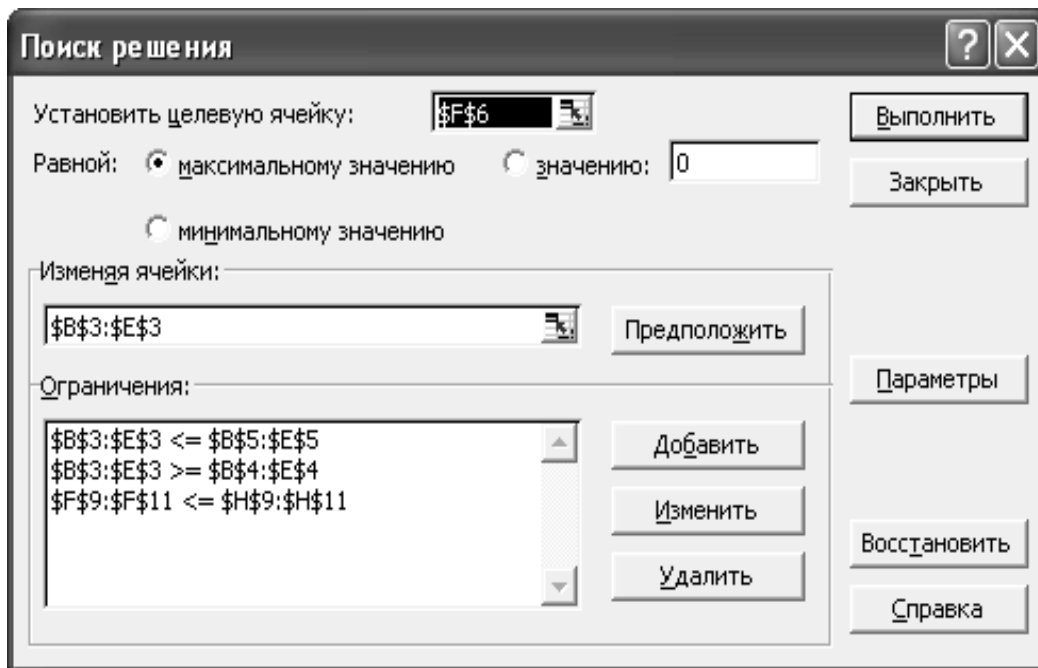 Поиск решения
Установить целевую ячейку: $F$6
Равной: максимальному значению значению: 0
минимальному значению
Изменяя ячейки:
$B$3:$E$3
Предположить
Ограничения:
$B$3:$E$3 <= $B$5:$E$5
$B$3:$E$3 >= $B$4:$E$4
$F$9:$F$11 <= $H$9:$H$11
Добавить
Изменить
Удалить
Выполнить
Закрыть
Параметры
Восстановить
Справка